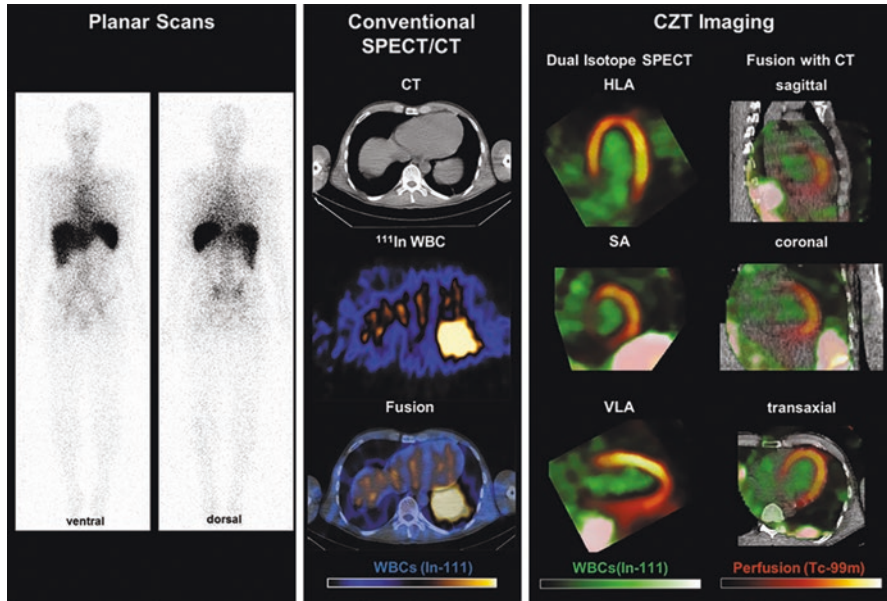 Planar Scans
ventral
dorsal
Conventional
SPECT/CT
CT
¹¹¹In WBC
Fusion
WBCs (In-111)
CZT Imaging
Dual Isotope SPECT
Fusion with CT
HLA
sagittal
SA
coronal
VLA
transaxial
WBCs(In-111)
Perfusion (Tc-99m)